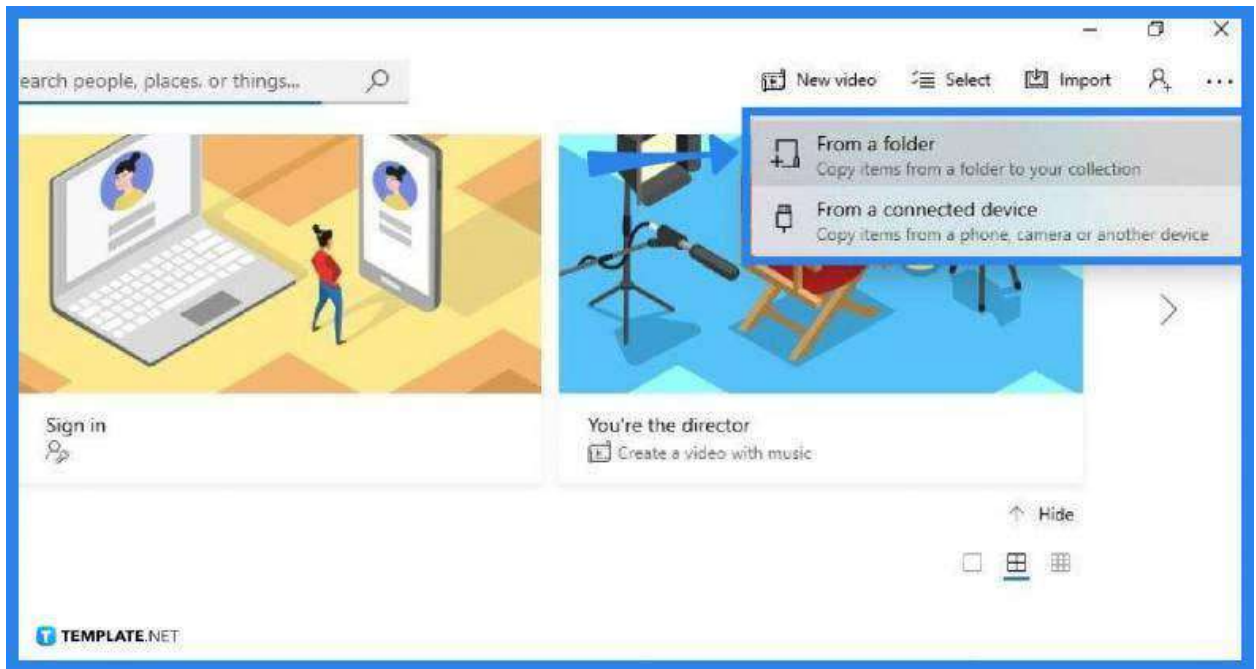 earch people, places, or things...
New video
Select
Import
From a folder
Copy items from a folder to your collection
From a connected device
Copy items from a phone, camera or another device
Sign in
You're the director
Create a video with music
Hide
T TEMPLATE.NET